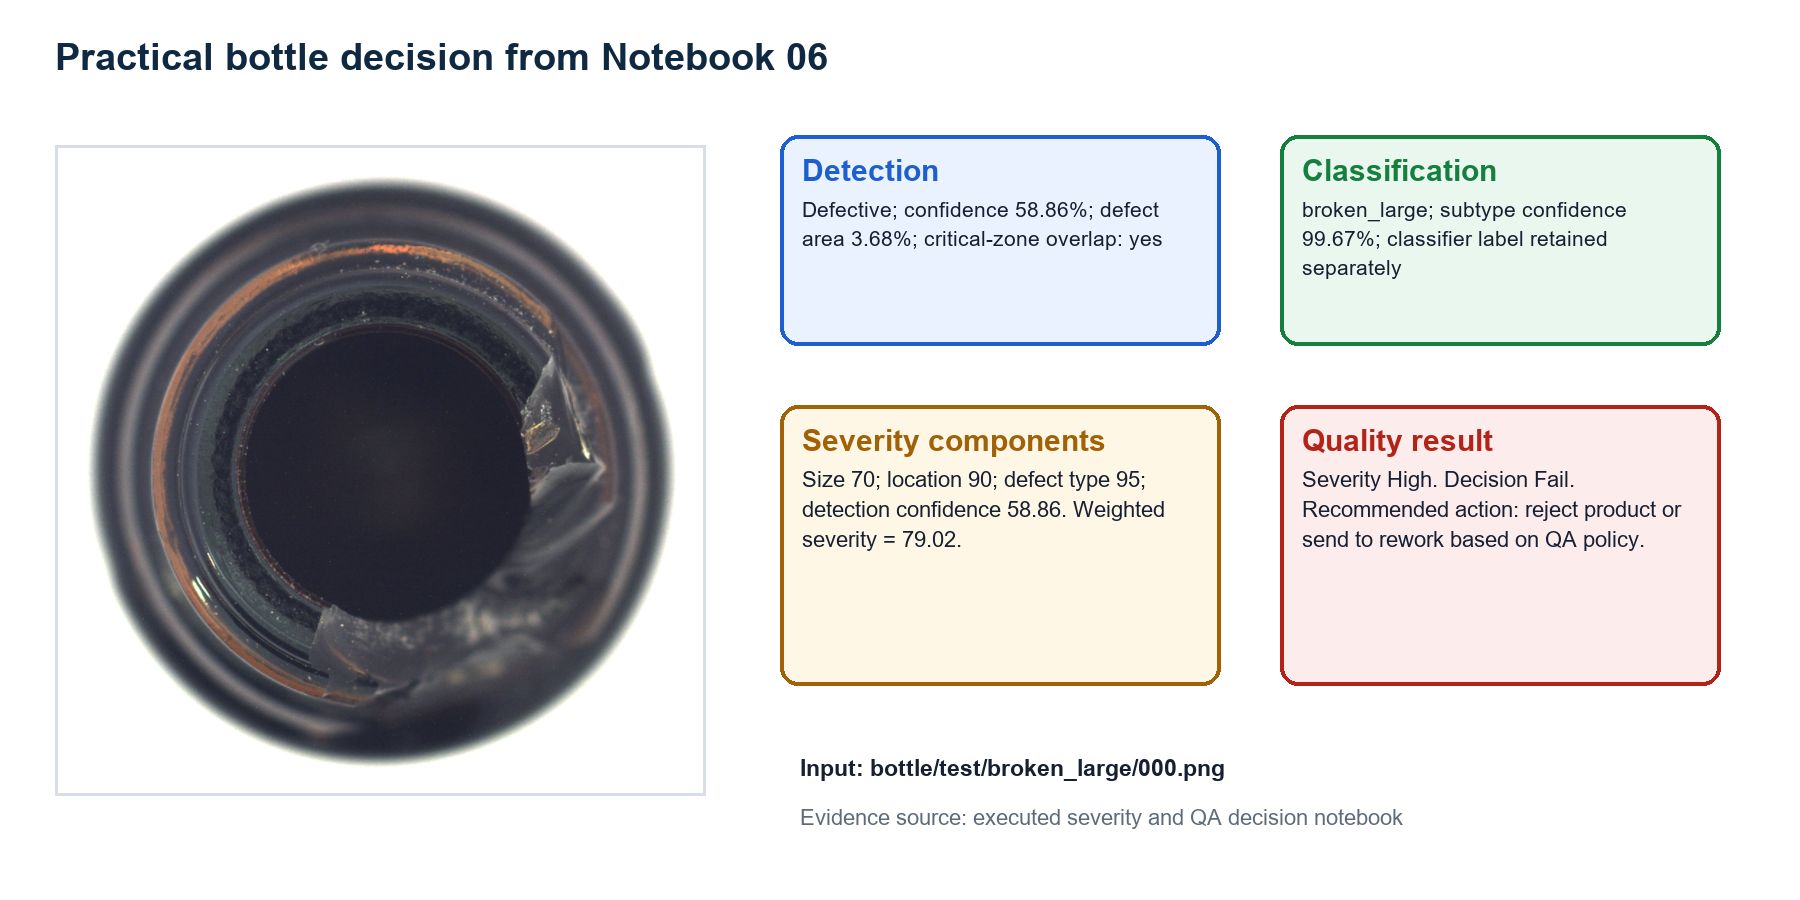 Practical bottle decision from Notebook 06
Detection
Defective; confidence 58.86%; defect
area 3.68%; critical-zone overlap: yes
Classification
broken_large; subtype confidence
99.67%; classifier label retained
separately
Severity components
Size 70; location 90; defect type 95;
detection confidence 58.86. Weighted
severity = 79.02.
Quality result
Severity High. Decision Fail.
Recommended action: reject product or
send to rework based on QA policy.
Input: bottle/test/broken_large/000.png
Evidence source: executed severity and QA decision notebook